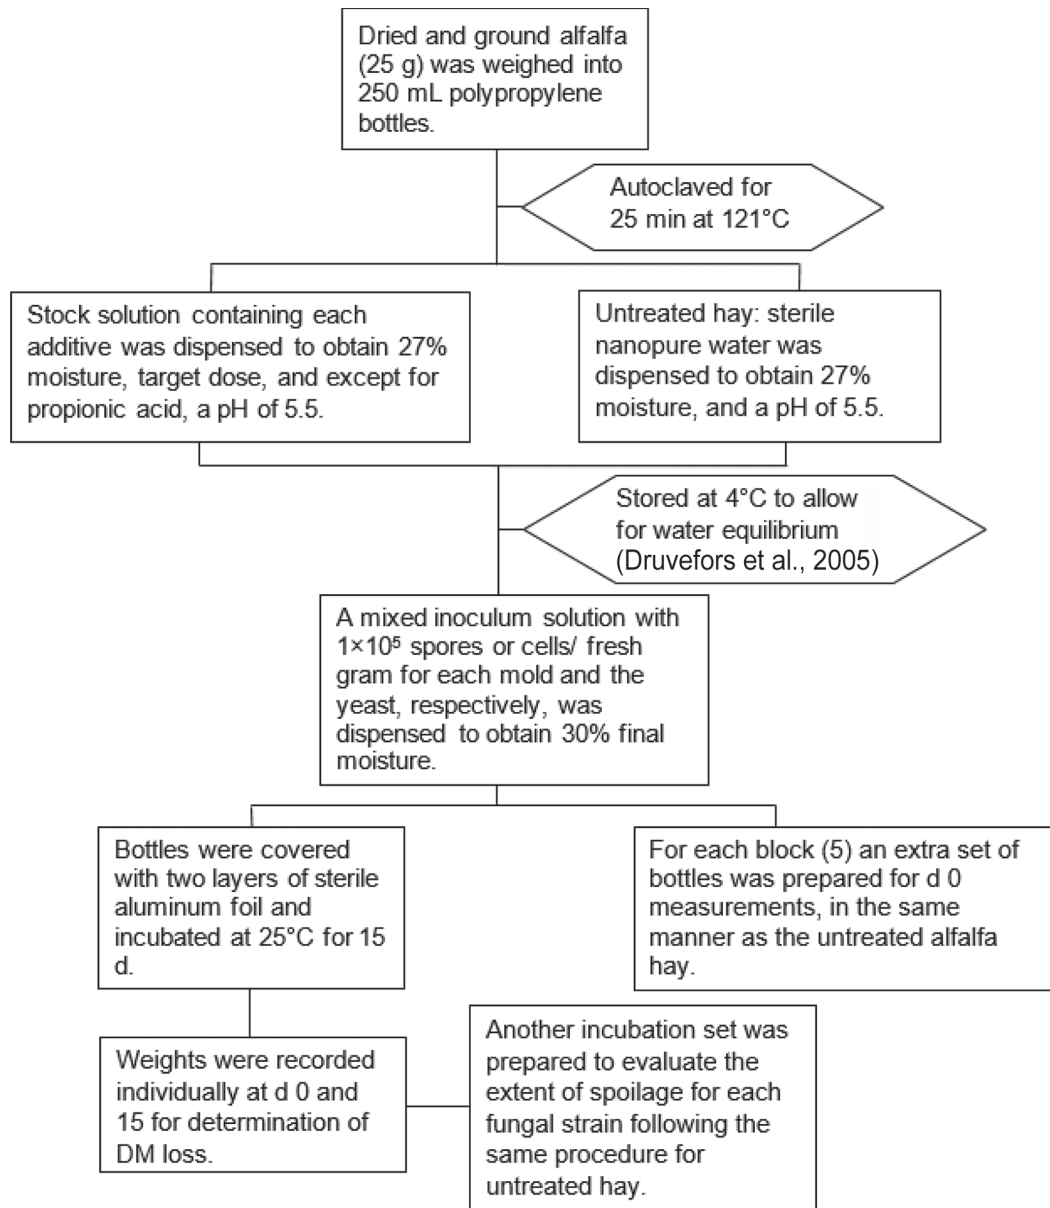 Dried and ground alfalfa
(25 g) was weighed into
250 mL polypropylene
bottles.
Autoclaved for
25 min at 121°C
Stock solution containing each
additive was dispensed to obtain 27%
moisture, target dose, and except for
propionic acid, a pH of 5.5.
Untreated hay: sterile
nanopure water was
dispensed to obtain 27%
moisture, and a pH of 5.5.
Stored at 4°C to allow
for water equilibrium
(Druvefors et al., 2005)
A mixed inoculum solution with
1×10⁵ spores or cells/ fresh
gram for each mold and the
yeast, respectively, was
dispensed to obtain 30% final
moisture.
Bottles were covered
with two layers of sterile
aluminum foil and
incubated at 25°C for 15
d.
For each block (5) an extra set of
bottles was prepared for d 0
measurements, in the same
manner as the untreated alfalfa
hay.
Weights were recorded
individually at d 0 and
15 for determination of
DM loss.
Another incubation set was
prepared to evaluate the
extent of spoilage for each
fungal strain following the
same procedure for
untreated hay.